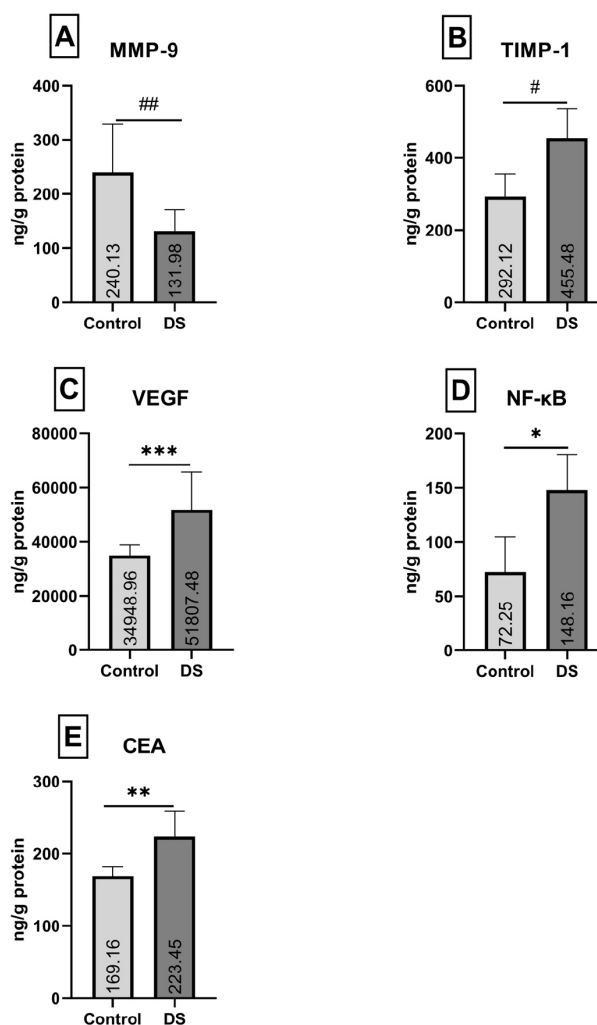 A
MMP-9
##
ng/g protein
400
300
200
100
0
240.13
131.98
Control DS
B
TIMP-1
#
ng/g protein
600
400
200
0
292.12
455.48
Control DS
C
VEGF
***
ng/g protein
80000
60000
40000
20000
0
34948.96
51807.48
Control DS
D
NF-κB
*
ng/g protein
200
150
100
50
0
72.25
148.16
Control DS
E
CEA
**
ng/g protein
300
200
100
0
169.16
223.45
Control DS